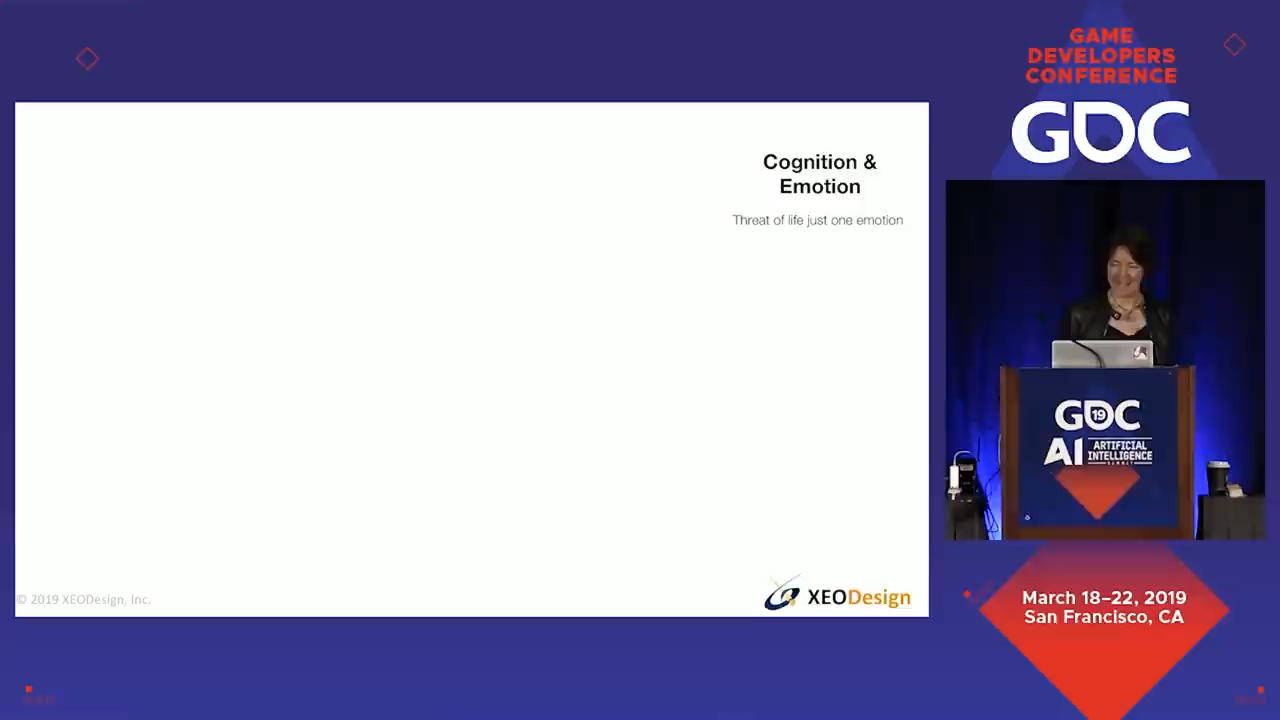 GAME
DEVELOPERS
CONFERENCE
GDC
Cognition &
Emotion
Threat of life just one emotion
GDC
19
AI
ARTIFICIAL
INTELLIGENCE
SUMMIT
© 2019 XEODesign, Inc.
XEODesign
March 18–22, 2019
San Francisco, CA